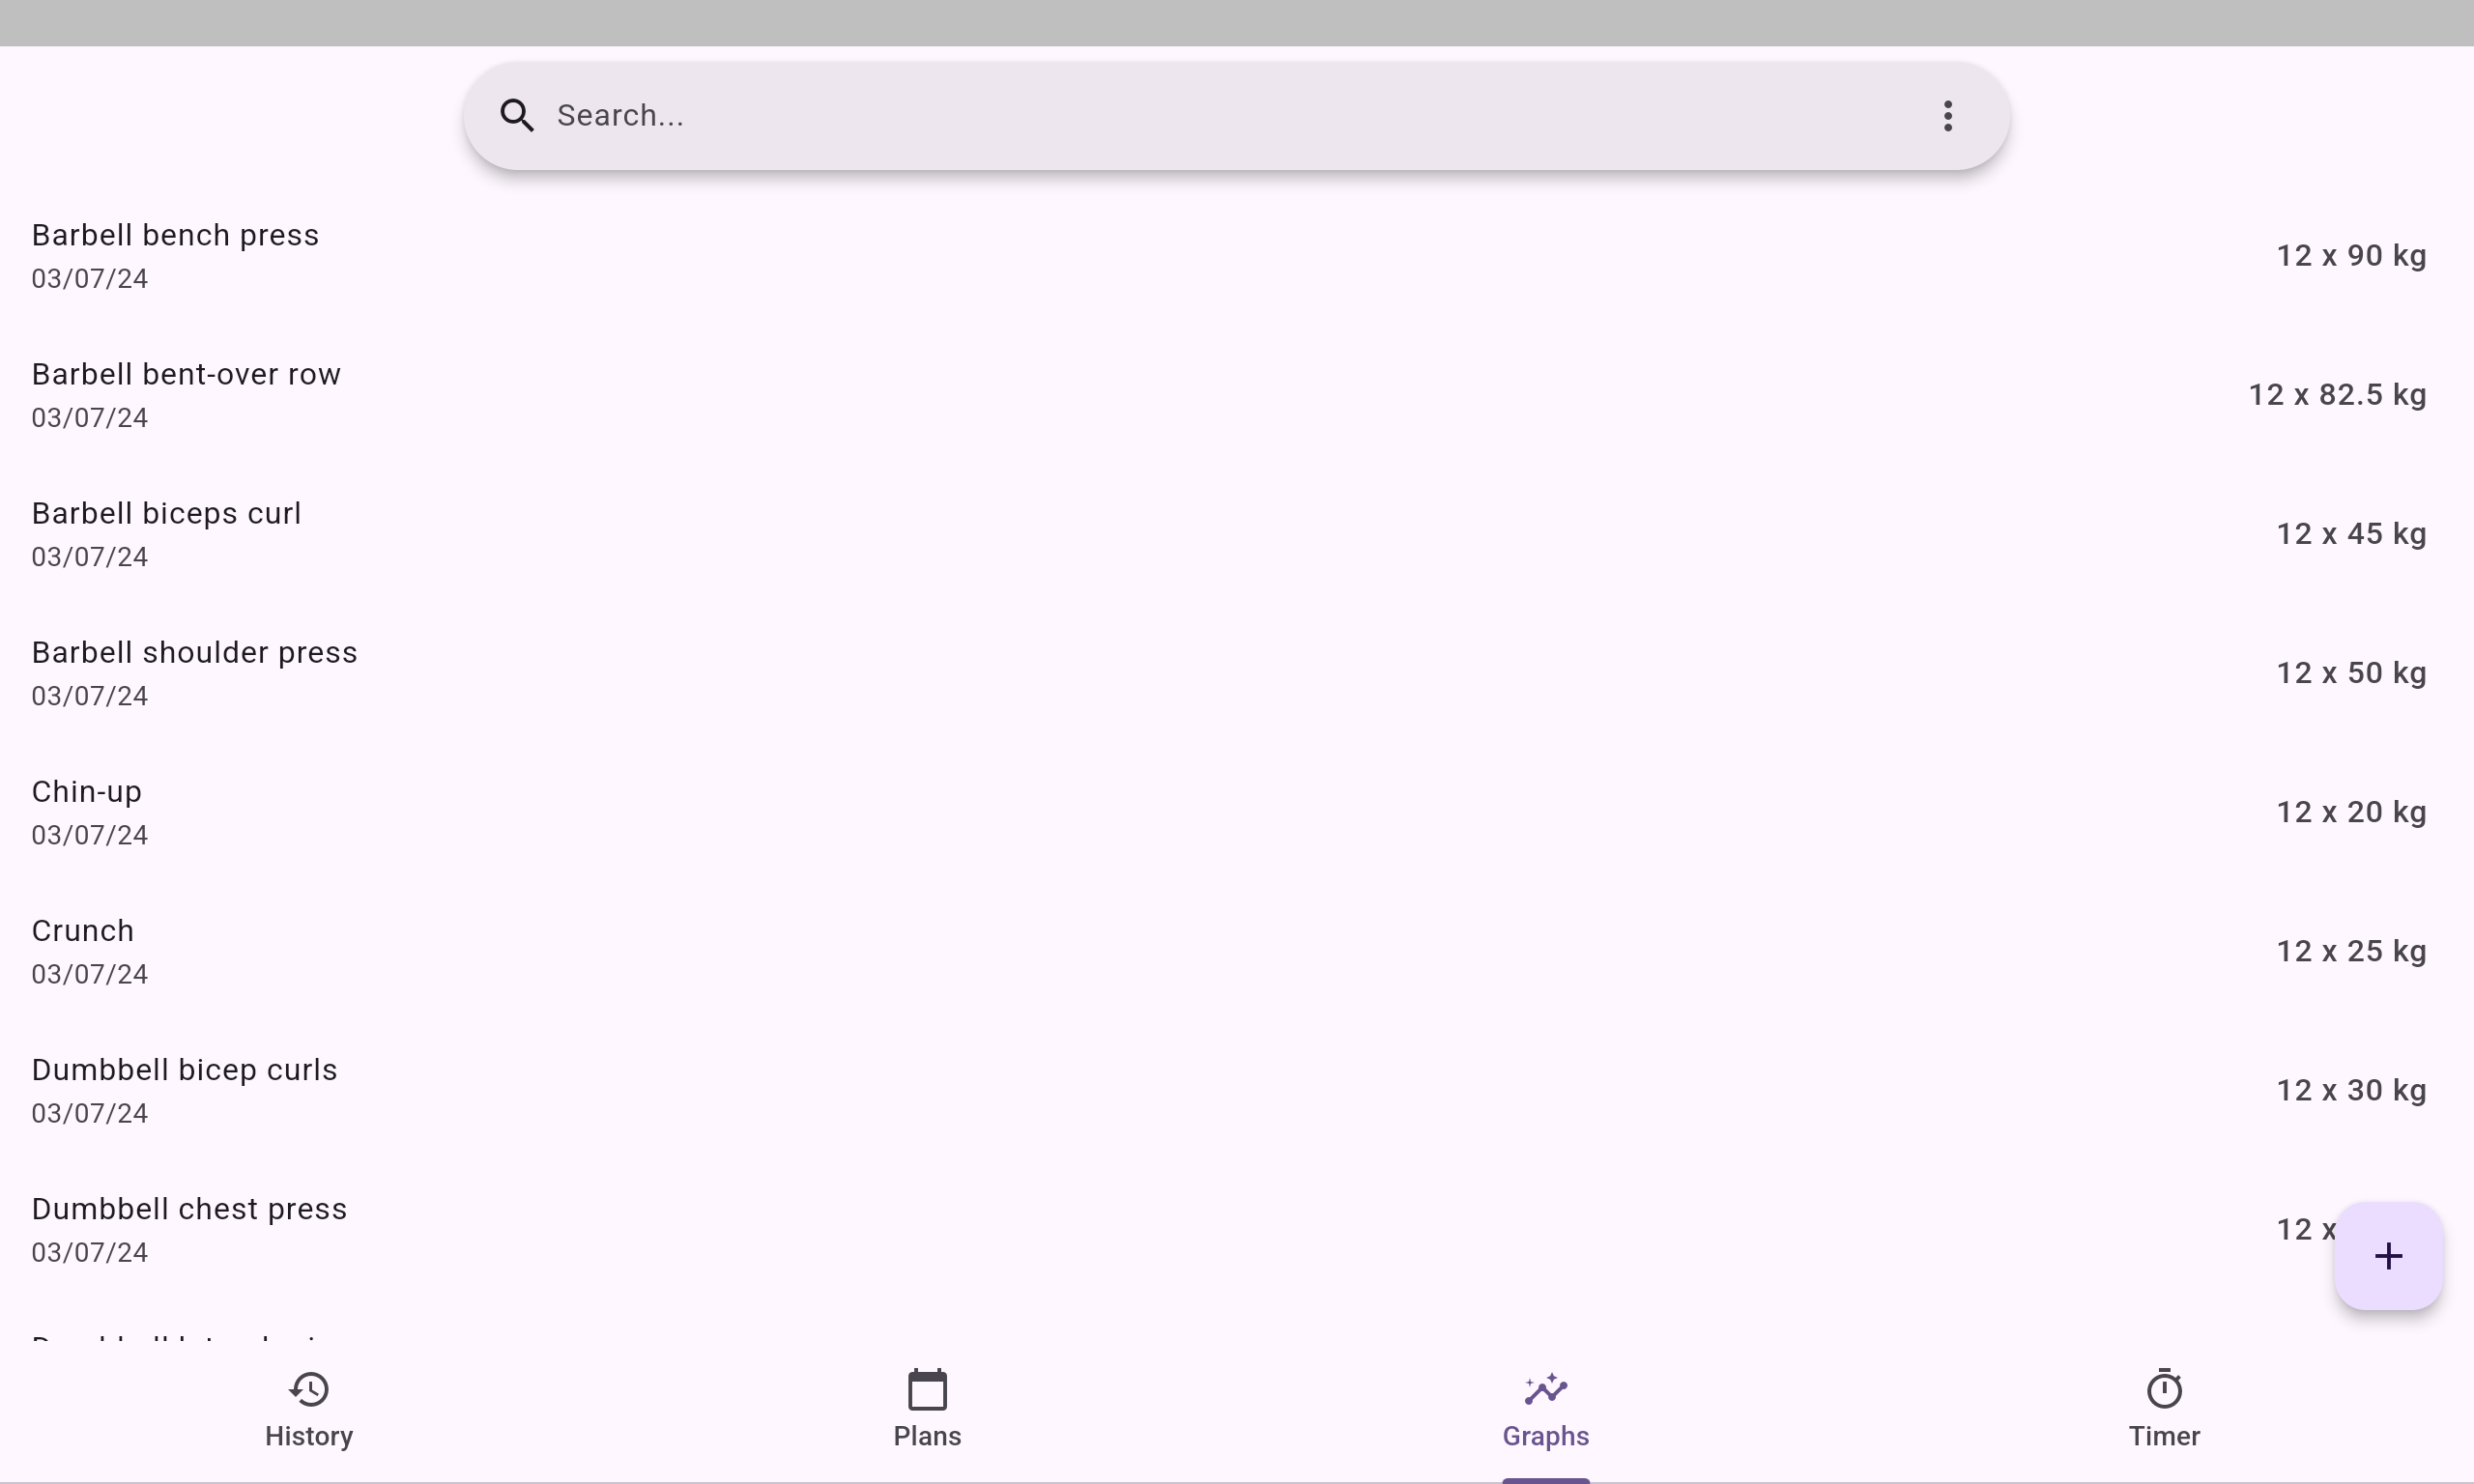 Search...
Barbell bench press
03/07/24
12 x 90 kg
Barbell bent-over row
03/07/24
12 x 82.5 kg
Barbell biceps curl
03/07/24
12 x 45 kg
Barbell shoulder press
03/07/24
12 x 50 kg
Chin-up
03/07/24
12 x 20 kg
Crunch
03/07/24
12 x 25 kg
Dumbbell bicep curls
03/07/24
12 x 30 kg
Dumbbell chest press
03/07/24
12 x
Dumbbell
History
Plans
Graphs
Timer